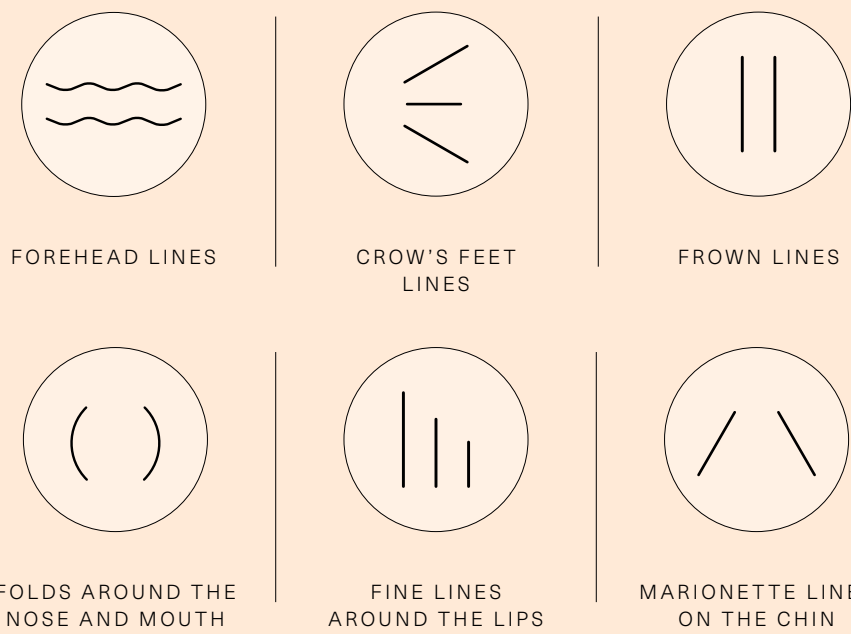 FOREHEAD LINES
CROW'S FEET
LINES
FROWN LINES
FOLDS AROUND THE
NOSE AND MOUTH
FINE LINES
AROUND THE LIPS
MARIONETTE LINE
ON THE CHIN